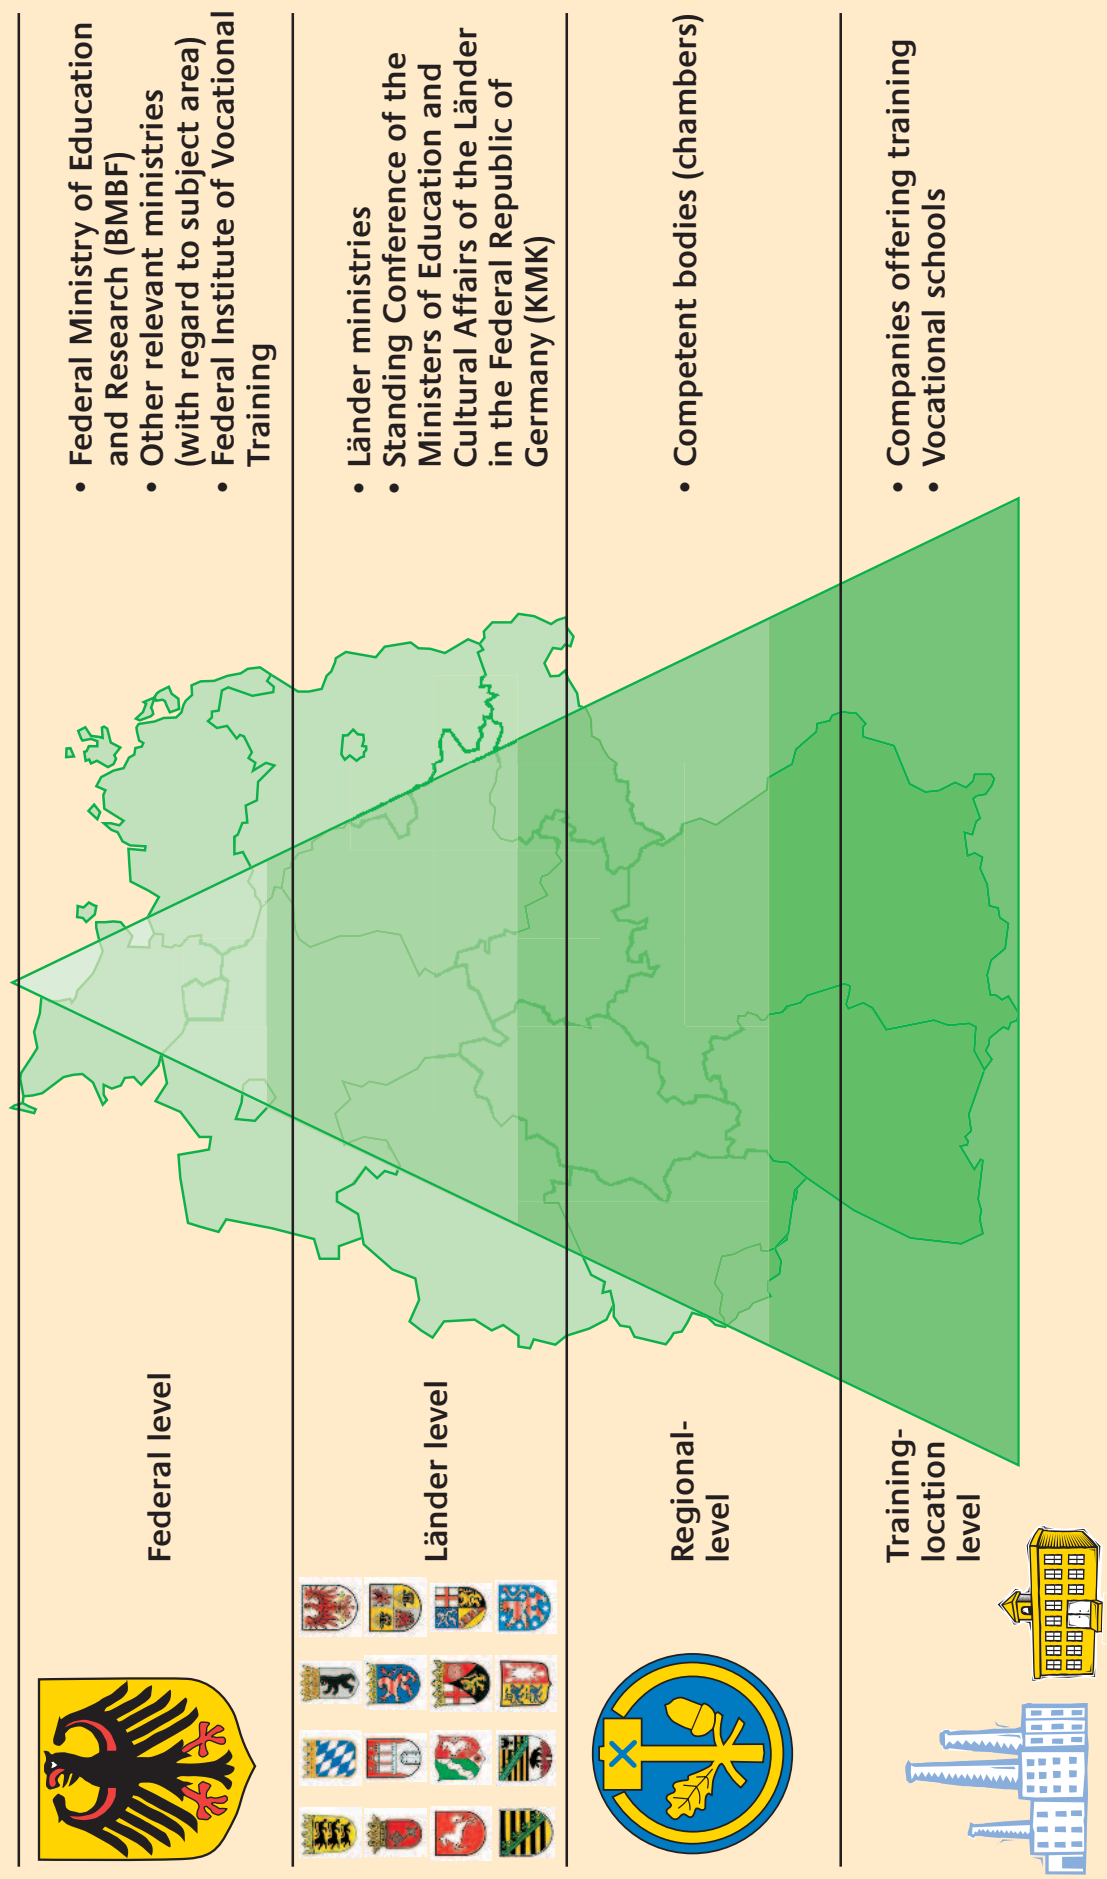 Federal level
• Federal Ministry of Education
and Research (BMBF)
• Other relevant ministries
(with regard to subject area)
• Federal Institute of Vocational
Training
Länder level
• Länder ministries
• Standing Conference of the
Ministers of Education and
Cultural Affairs of the Länder
in the Federal Republic of
Germany (KMK)
Regional-
level
• Competent bodies (chambers)
Training-
location
level
• Companies offering training
• Vocational schools